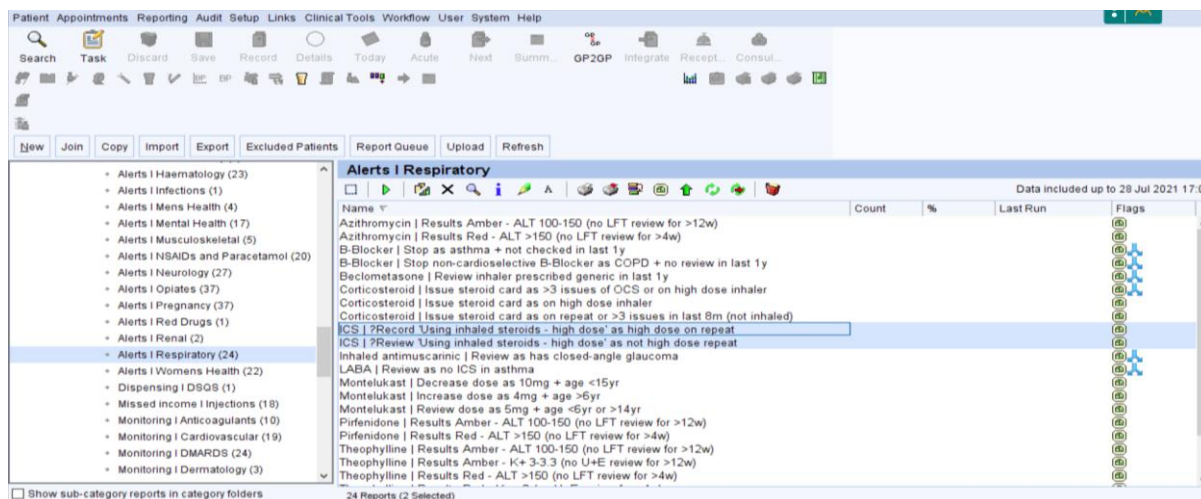 Patient Appointments Reporting Audit Setup Links Clinical Tools Workflow User System Help
Search Task Discard Save Record Details Today Acute Next Summ... GP2GP Integrate Recept... Consul...
New Join Copy Import Export Excluded Patients Report Queue Upload Refresh
Alerts | Haematology (23)
Alerts | Infections (1)
Alerts | Mens Health (4)
Alerts | Mental Health (17)
Alerts | Musculoskeletal (5)
Alerts | NSAIDs and Paracetamol (20)
Alerts | Neurology (27)
Alerts | Opiates (37)
Alerts | Pregnancy (37)
Alerts | Red Drugs (1)
Alerts | Renal (2)
Alerts | Respiratory (24)
Alerts | Womens Health (22)
Dispensing | DSQS (1)
Missed income | Injections (18)
Monitoring | Anticoagulants (10)
Monitoring | Cardiovascular (19)
Monitoring | DMARDS (24)
Monitoring | Dermatology (3)
Show sub-category reports in category folders
Alerts | Respiratory
Data included up to 28 Jul 2021 17:0
Name Count % Last Run Flags
Azithromycin | Results Amber - ALT 100-150 (no LFT review for >12w)
Azithromycin | Results Red - ALT >150 (no LFT review for >4w)
B-Blocker | Stop as asthma + not checked in last 1y
B-Blocker | Stop non-cardioselective B-Blocker as COPD + no review in last 1y
Beclometasone | Review inhaler prescribed generic in last 1y
Corticosteroid | Issue steroid card as >3 issues of OCS or on high dose inhaler
Corticosteroid | Issue steroid card as on high dose inhaler
Corticosteroid | Issue steroid card as on repeat or >3 issues in last 8m (not inhaled)
ICS | ?Record 'Using inhaled steroids - high dose' as high dose on repeat
ICS | ?Review 'Using inhaled steroids - high dose' as not high dose repeat
Inhaled antimuscarinic | Review as has closed-angle glaucoma
LABA | Review as no ICS in asthma
Montelukast | Decrease dose as 10mg + age <15yr
Montelukast | Increase dose as 4mg + age >6yr
Montelukast | Review dose as 5mg + age <6yr or >14yr
Pirfenidone | Results Amber - ALT 100-150 (no LFT review for >12w)
Pirfenidone | Results Red - ALT >150 (no LFT review for >4w)
Theophylline | Results Amber - ALT 100-150 (no LFT review for >12w)
Theophylline | Results Amber - K+ 3-3.3 (no U+E review for >12w)
Theophylline | Results Red - ALT >150 (no LFT review for >4w)
24 Reports (2 Selected)